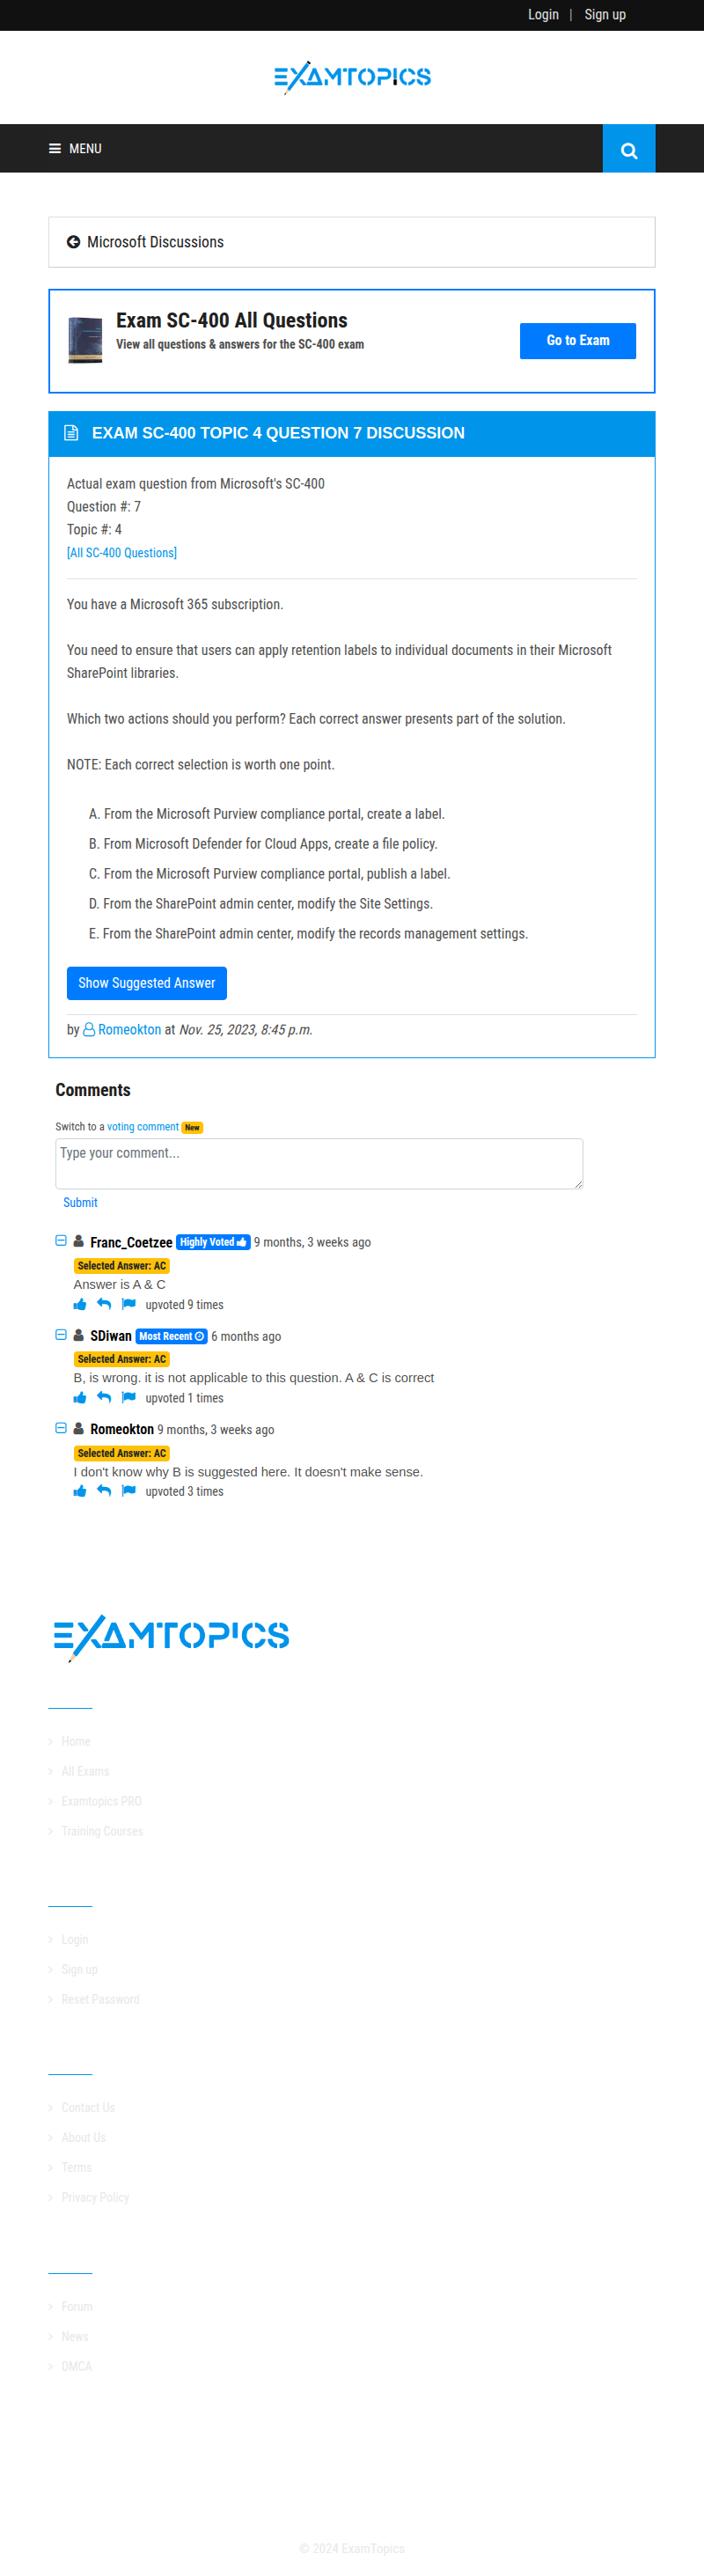 Login | Sign up
EXAMTOPICS
MENU
Microsoft Discussions
Exam SC-400 All Questions
View all questions & answers for the SC-400 exam
Go to Exam
EXAM SC-400 TOPIC 4 QUESTION 7 DISCUSSION
Actual exam question from Microsoft's SC-400
Question #: 7
Topic #: 4
[All SC-400 Questions]
You have a Microsoft 365 subscription.
You need to ensure that users can apply retention labels to individual documents in their Microsoft
SharePoint libraries.
Which two actions should you perform? Each correct answer presents part of the solution.
NOTE: Each correct selection is worth one point.
A. From the Microsoft Purview compliance portal, create a label.
B. From Microsoft Defender for Cloud Apps, create a file policy.
C. From the Microsoft Purview compliance portal, publish a label.
D. From the SharePoint admin center, modify the Site Settings.
E. From the SharePoint admin center, modify the records management settings.
Show Suggested Answer
by Romeokton at Nov. 25, 2023, 8:45 p.m.
Comments
Switch to a voting comment New
Type your comment...
Submit
Franc_Coetzee Highly Voted 9 months, 3 weeks ago
Selected Answer: AC
Answer is A & C
upvoted 9 times
SDiwan Most Recent 6 months ago
Selected Answer: AC
B, is wrong. it is not applicable to this question. A & C is correct
upvoted 1 times
Romeokton 9 months, 3 weeks ago
Selected Answer: AC
I don't know why B is suggested here. It doesn't make sense.
upvoted 3 times
EXAMTOPICS
Home
All Exams
Examtopics PRO
Training Courses
Login
Sign up
Reset Password
Contact Us
About Us
Terms
Privacy Policy
Forum
News
DMCA
© 2024 ExamTopics